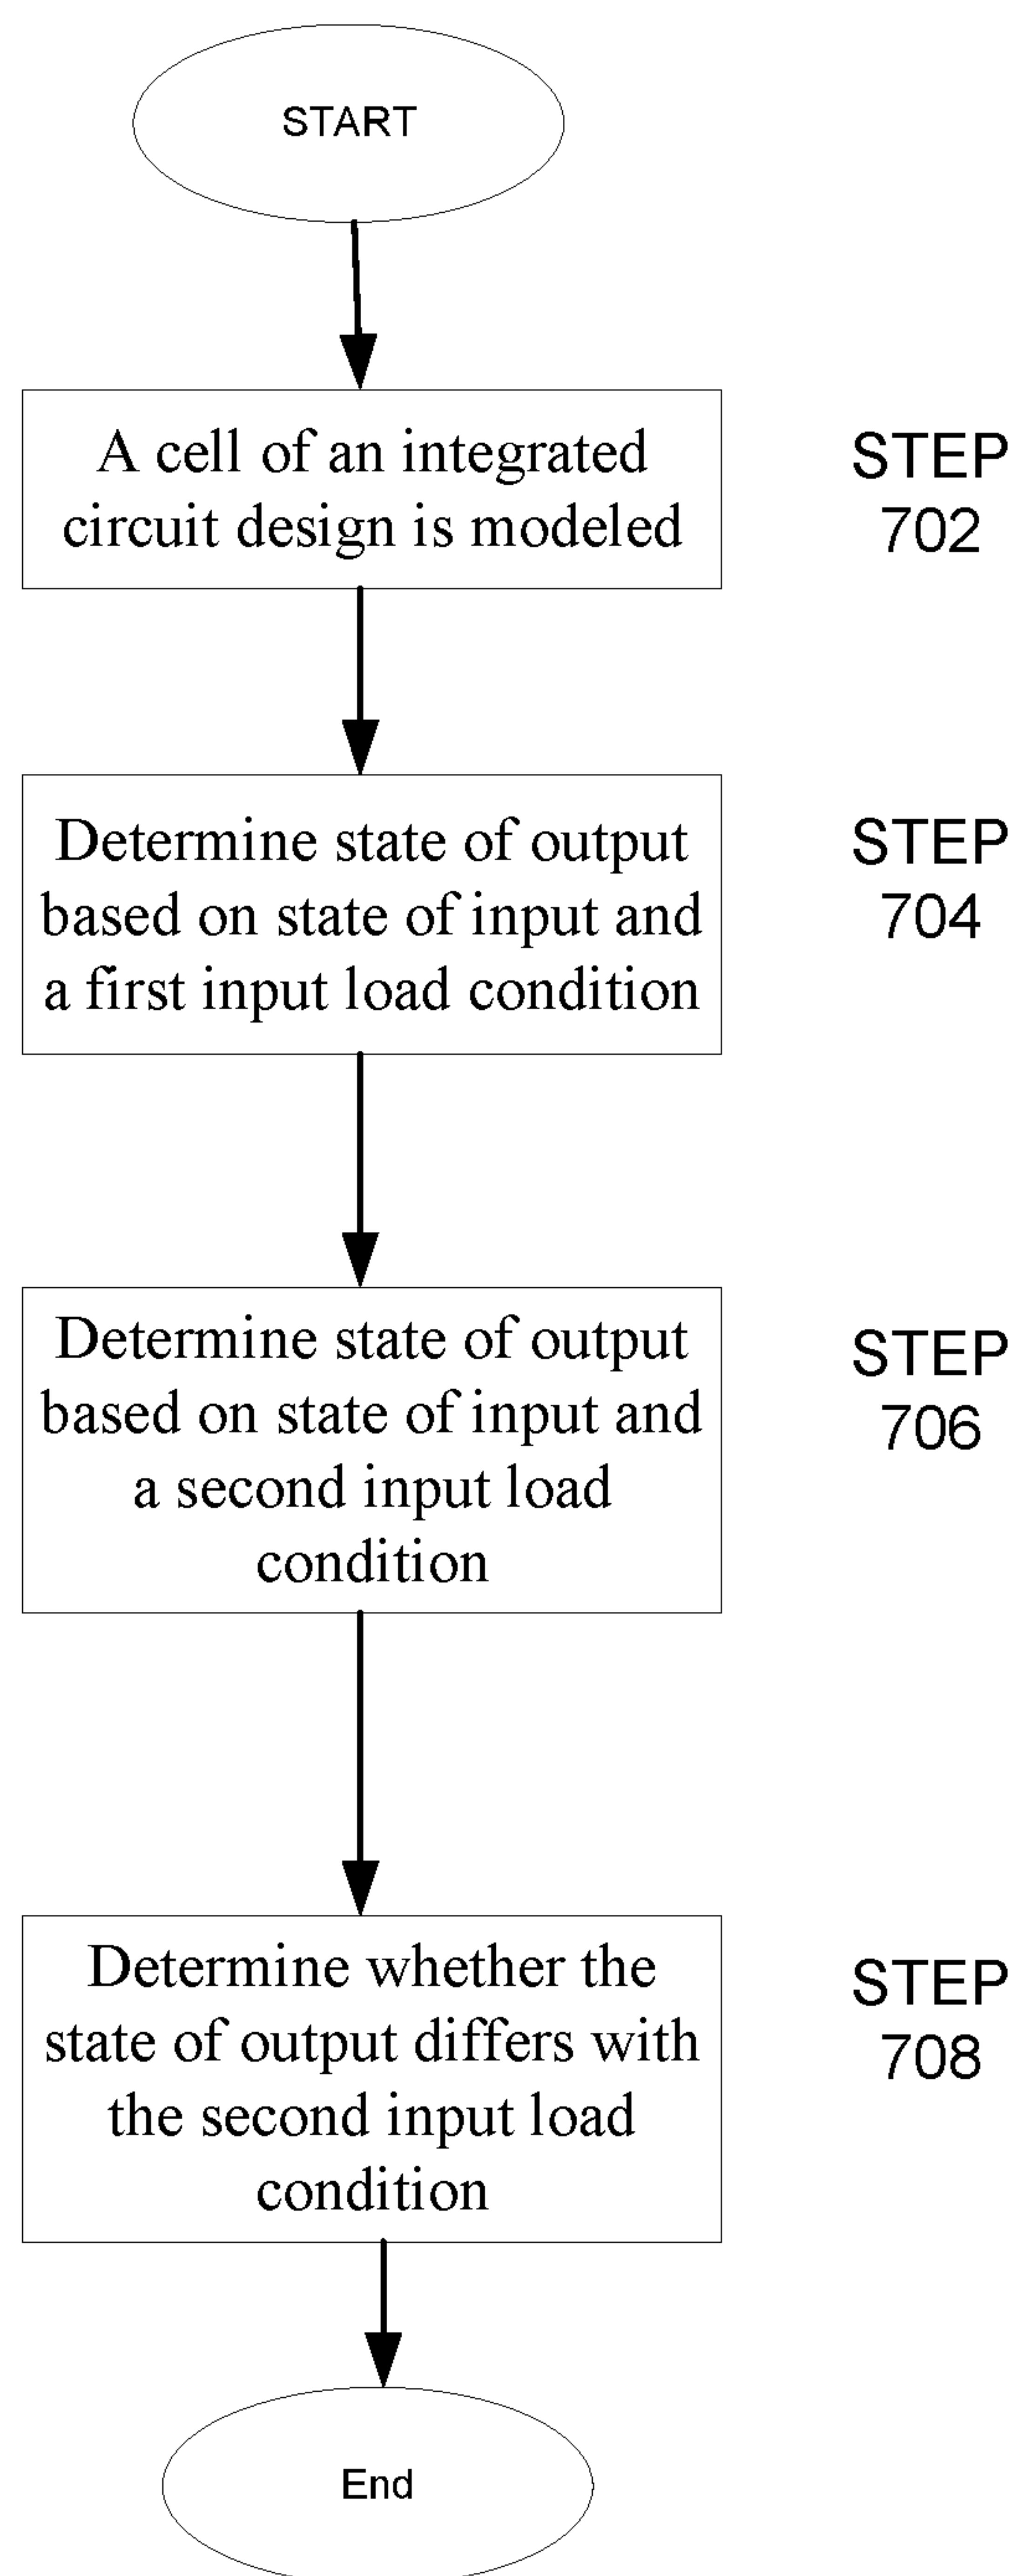 START
A cell of an integrated
circuit design is modeled
STEP
702
Determine state of output
based on state of input and
a first input load condition
STEP
704
Determine state of output
based on state of input and
a second input load
condition
STEP
706
Determine whether the
state of output differs with
the second input load
condition
STEP
708
End